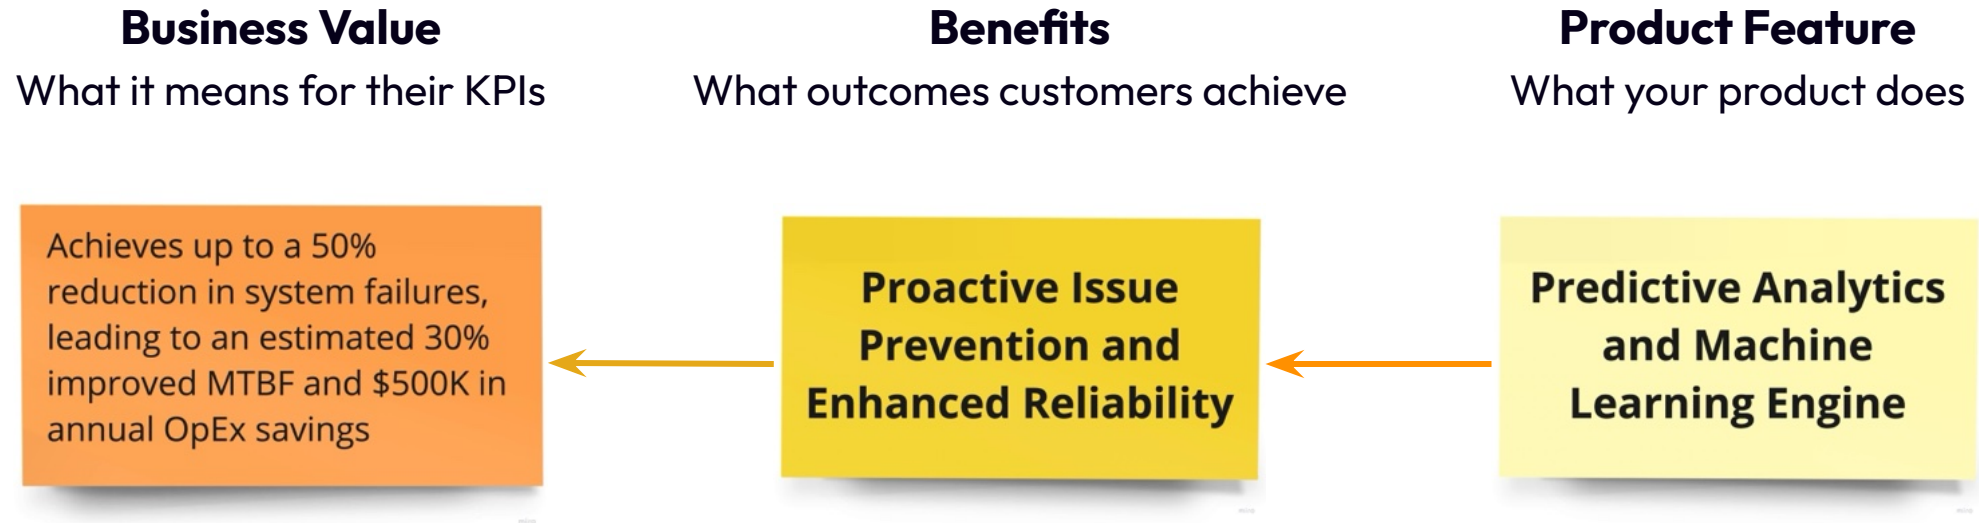 Business Value
What it means for their KPIs
Achieves up to a 50%
reduction in system failures,
leading to an estimated 30%
improved MTBF and $500K in
annual OpEx savings
Benefits
What outcomes customers achieve
Proactive Issue
Prevention and
Enhanced Reliability
Product Feature
What your product does
Predictive Analytics
and Machine
Learning Engine